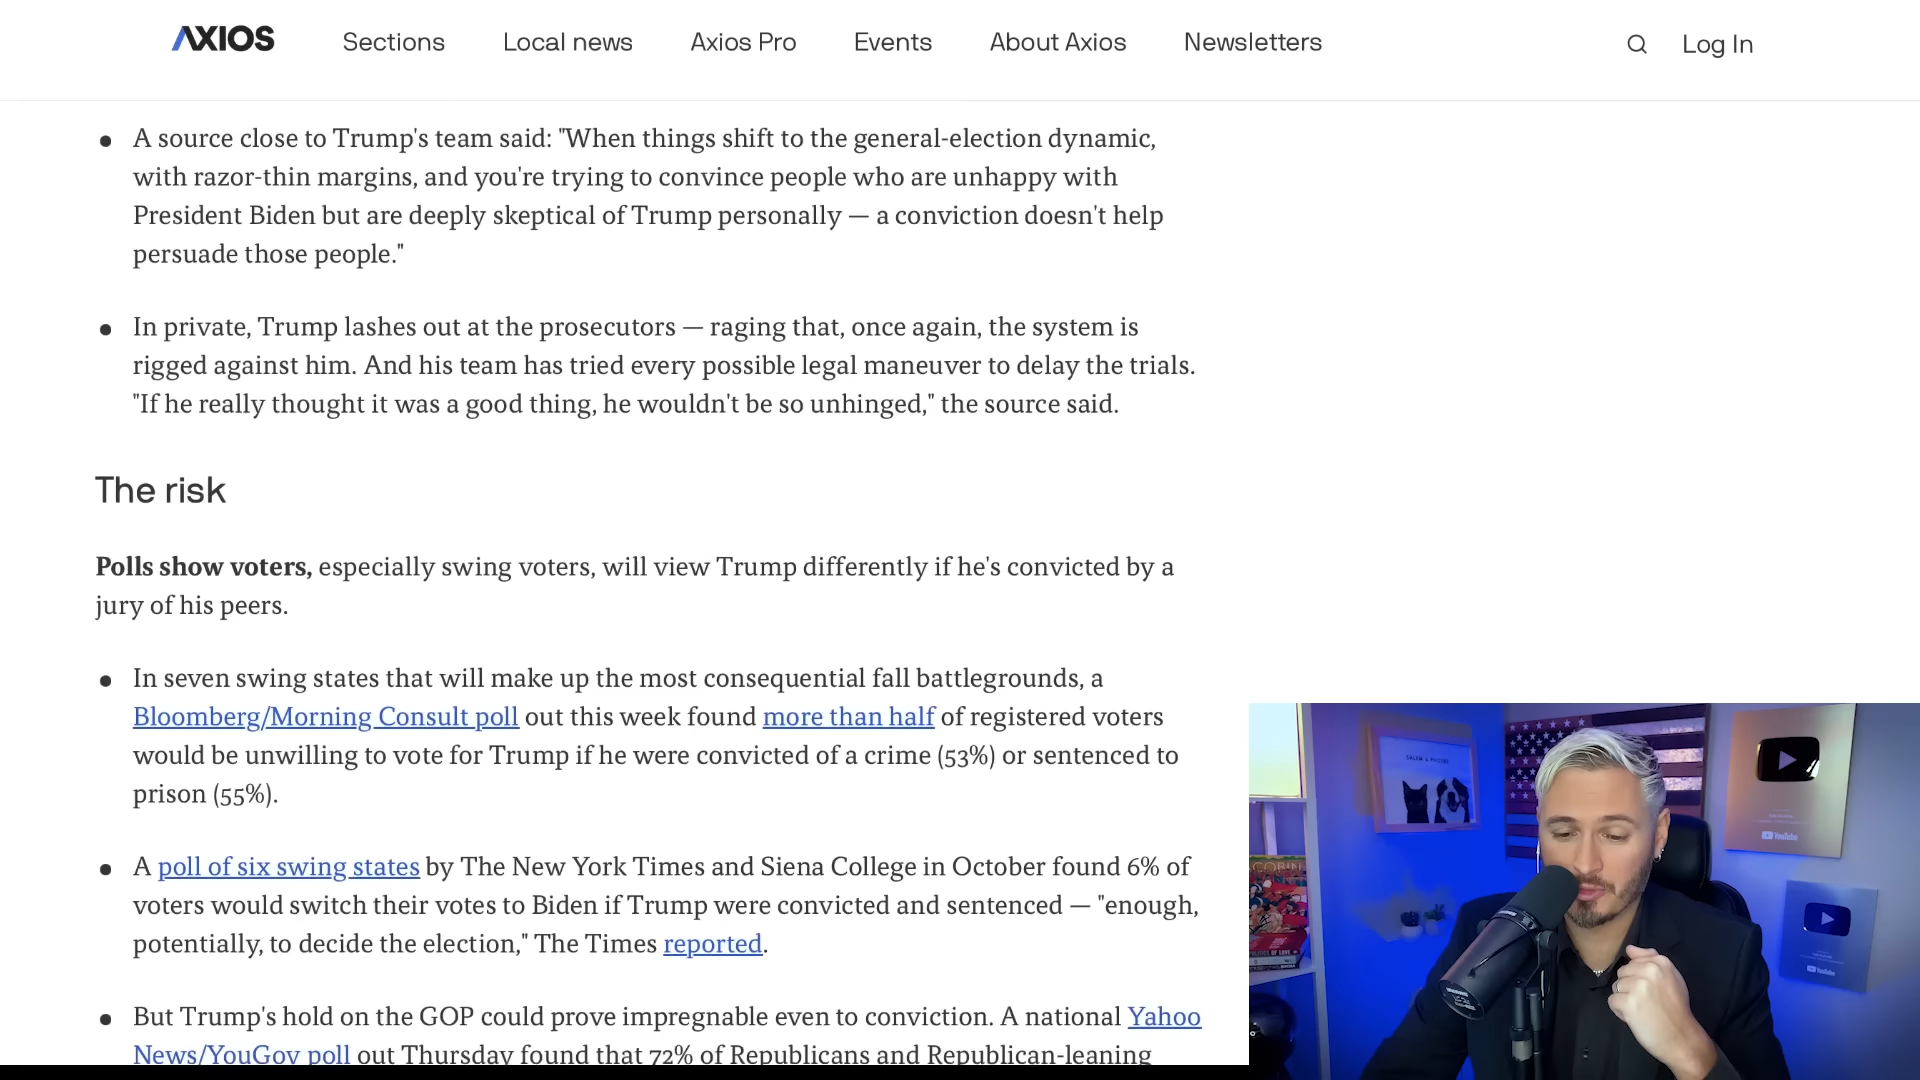 AXIOS
Sections
Local news
Axios Pro
Events
About Axios
Newsletters
Log In
A source close to Trump's team said: "When things shift to the general-election dynamic,
with razor-thin margins, and you're trying to convince people who are unhappy with
President Biden but are deeply skeptical of Trump personally — a conviction doesn't help
persuade those people."
In private, Trump lashes out at the prosecutors — raging that, once again, the system is
rigged against him. And his team has tried every possible legal maneuver to delay the trials.
"If he really thought it was a good thing, he wouldn't be so unhinged," the source said.
The risk
Polls show voters, especially swing voters, will view Trump differently if he's convicted by a
jury of his peers.
In seven swing states that will make up the most consequential fall battlegrounds, a
Bloomberg/Morning Consult poll out this week found more than half of registered voters
would be unwilling to vote for Trump if he were convicted of a crime (53%) or sentenced to
prison (55%).
A poll of six swing states by The New York Times and Siena College in October found 6% of
voters would switch their votes to Biden if Trump were convicted and sentenced — "enough,
potentially, to decide the election," The Times reported.
But Trump's hold on the GOP could prove impregnable even to conviction. A national Yahoo
News/YouGov poll out Thursday found that 72% of Republicans and Republican-leaning
SALEM & PHOEBE
YouTube
YouTube